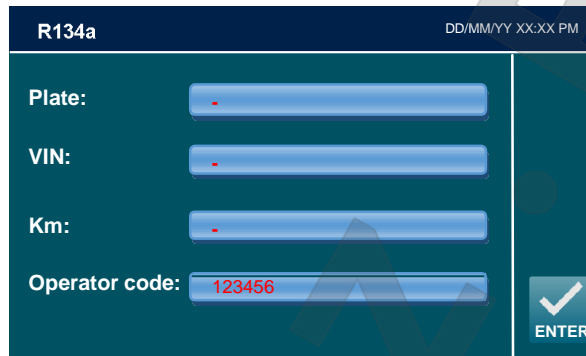 R134a DD/MM/YY XX:XX PM
Plate: -
VIN: -
Km: -
Operator code: 123456
ENTER